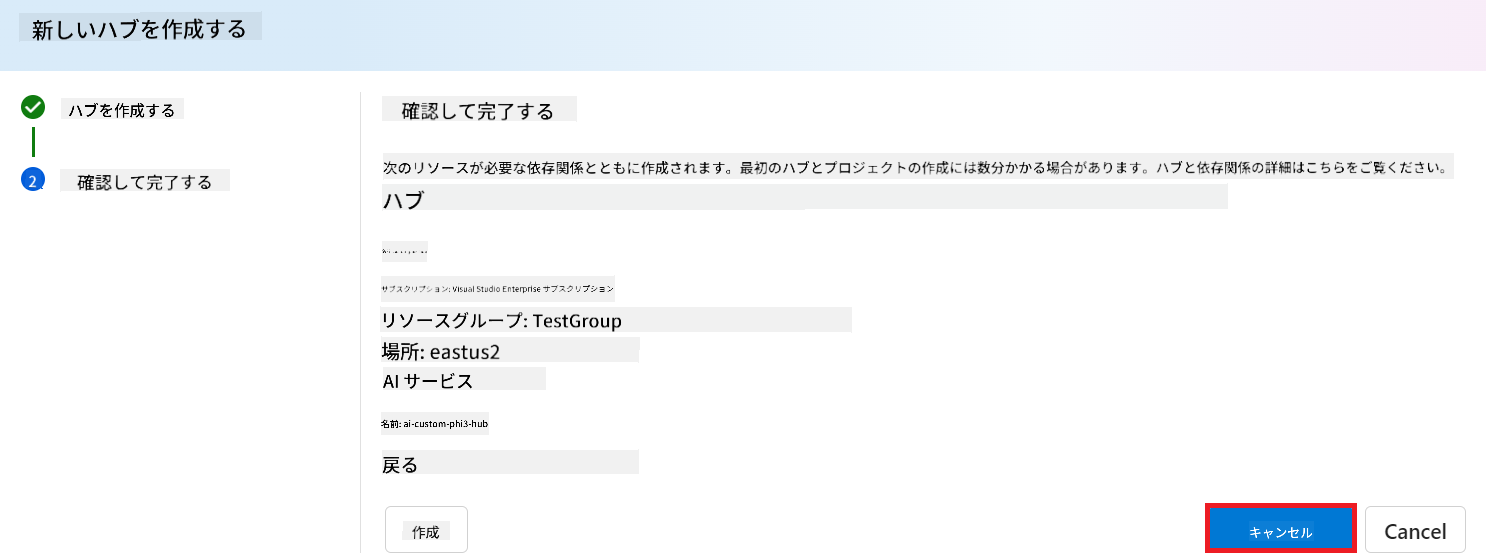 新しいハブを作成する
ハブを作成する
2
確認して完了する
確認して完了する
次のリソースが必要な依存関係とともに作成されます。最初のハブとプロジェクトの作成には数分かかる場合があります。ハブと依存関係の詳細はこちらをご覧ください。
ハブ
サブスクリプション: Visual Studio Enterprise サブスクリプション
リソースグループ: TestGroup
場所: eastus2
AI サービス
名前: ai-custom-phi3-hub
戻る
作成
キャンセル
Cancel